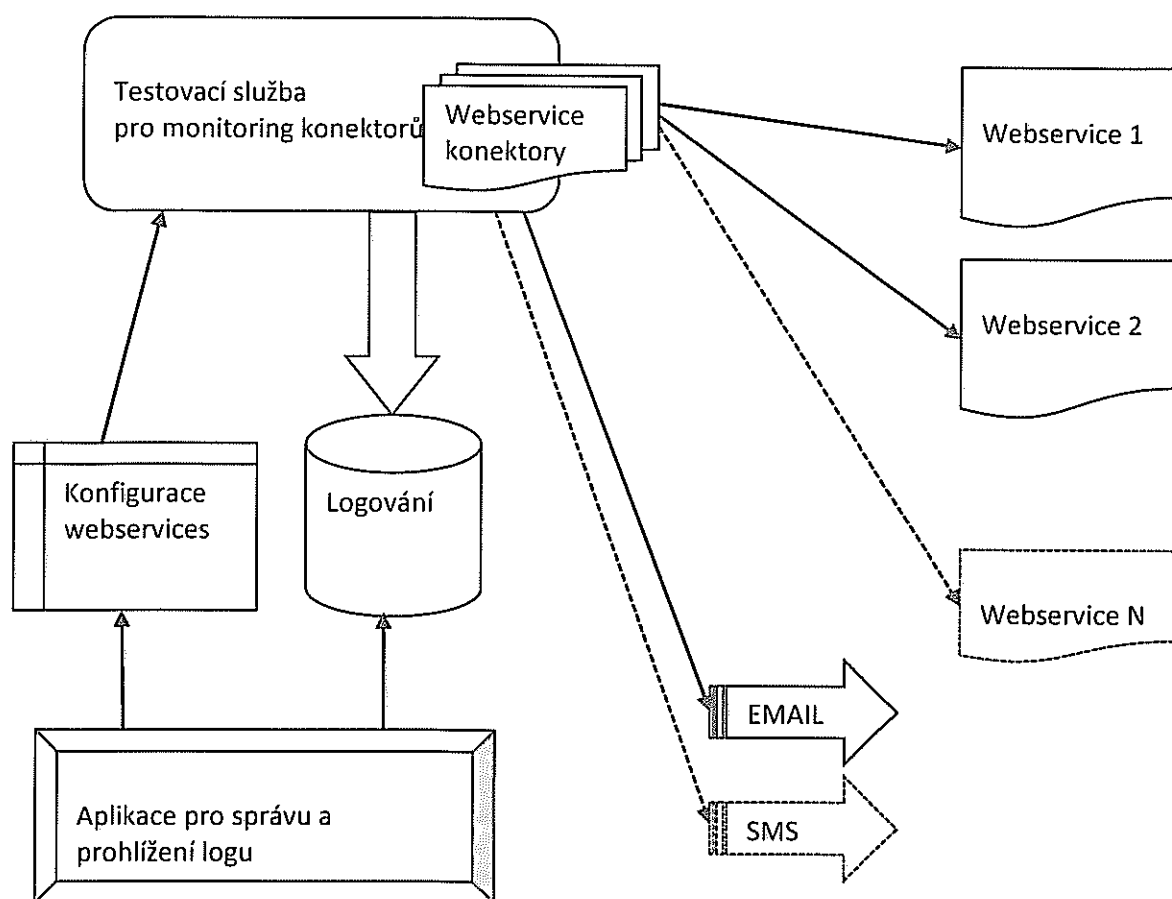 Testovací služba
pro monitoring konektorů
Webservice
konektory
Webservice 1
Webservice 2
Konfigurace
webservices
Logování
Webservice N
EMAIL
Aplikace pro správu a
prohlížení logu
SMS